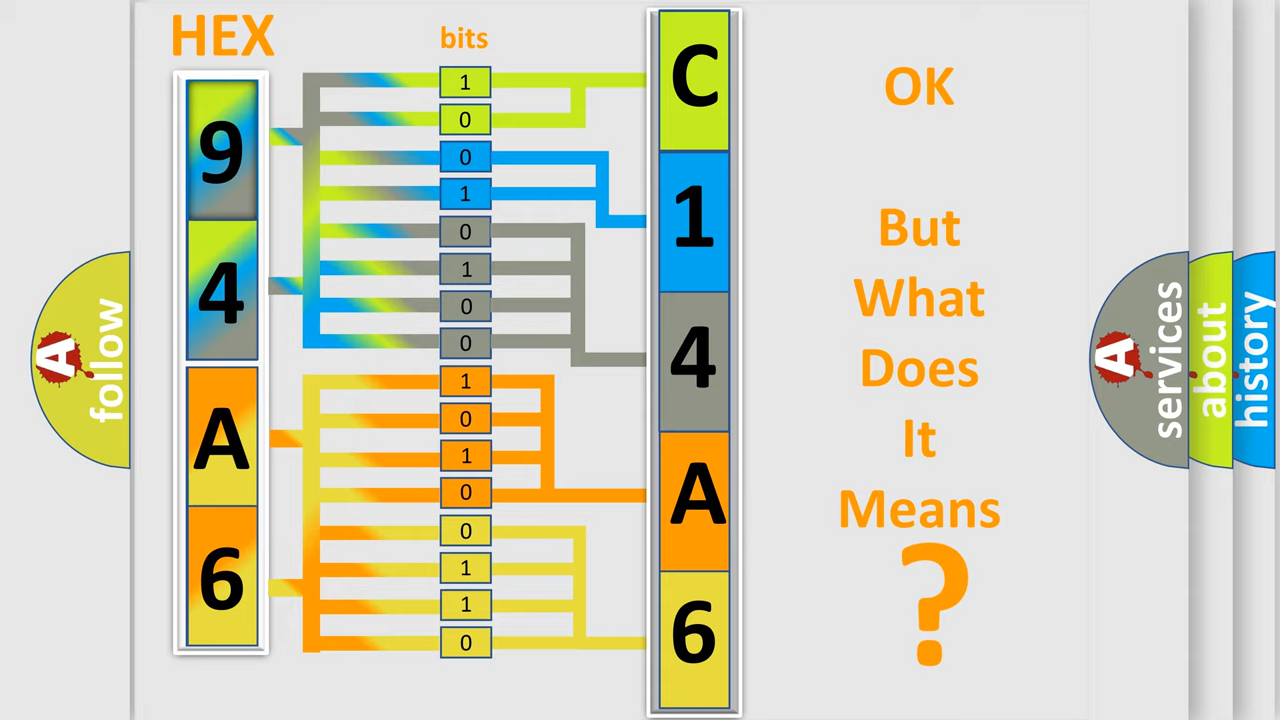 HEX
bits
9
4
A
6
1
0
0
1
0
1
0
0
1
0
1
0
0
1
1
0
C
1
4
A
6
OK
But
What
Does
It
Means
?
A
follow
A
services
about
history